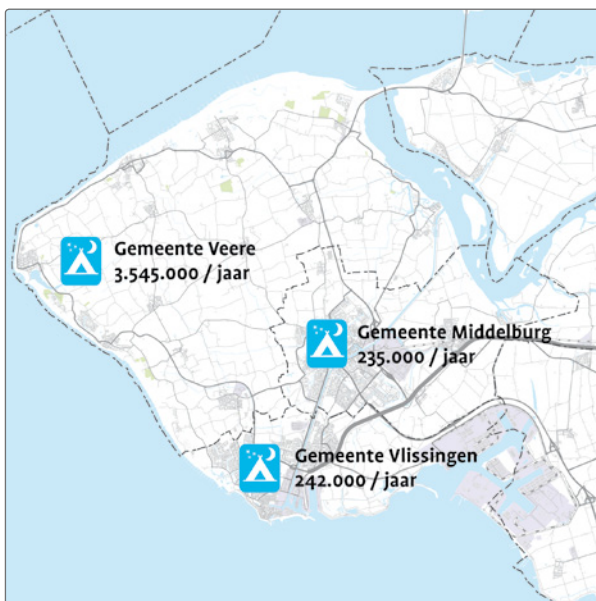 Gemeente Veere
3.545.000 / jaar
Gemeente Middelburg
235.000 / jaar
Gemeente Vlissingen
242.000 / jaar